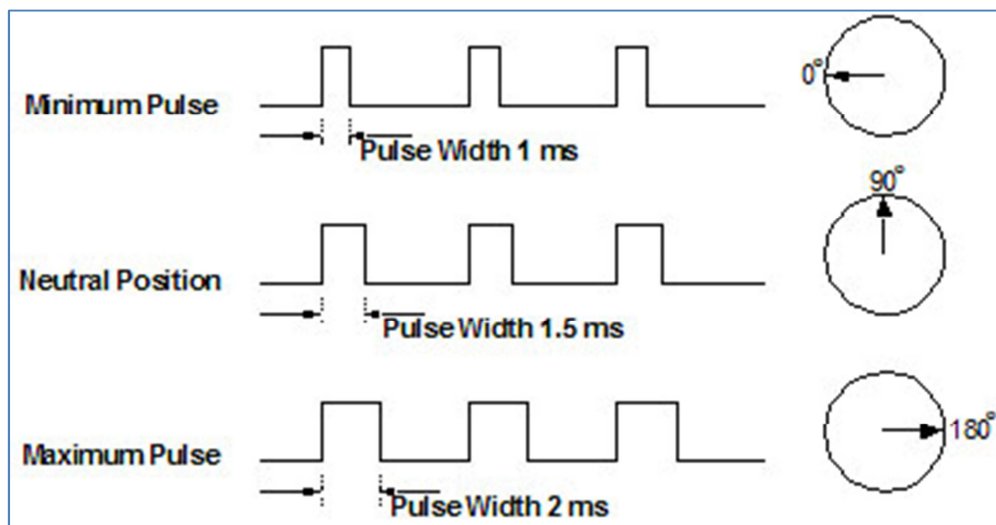 Minimum Pulse
Pulse Width 1 ms
0°
Neutral Position
Pulse Width 1.5 ms
90°
Maximum Pulse
Pulse Width 2 ms
180°